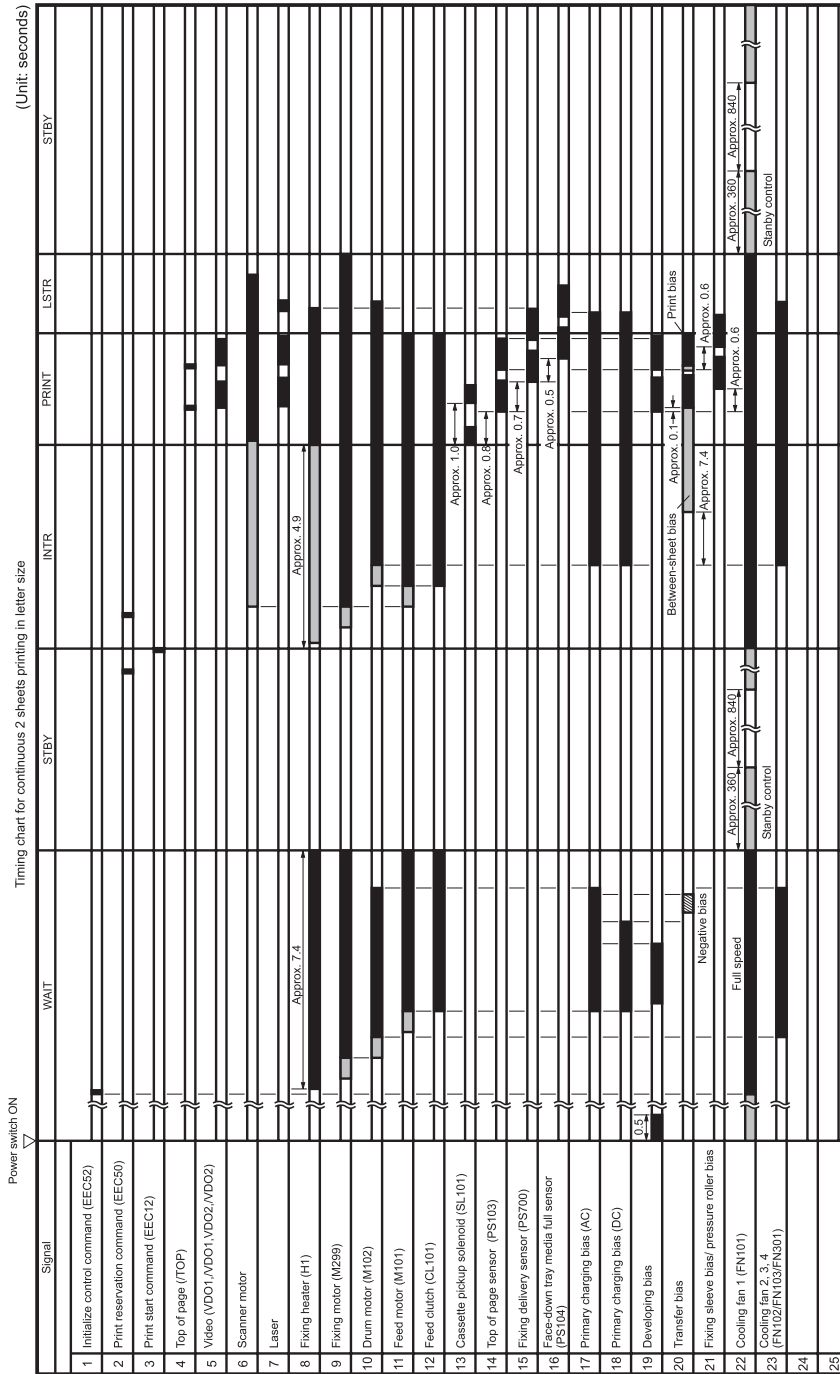 Timing chart for continuous 2 sheets printing in letter size
(Unit: seconds)
Power switch ON
Signal
WAIT
STBY
INTR
PRINT
LSTR
STBY
1 Initialize control command (EEC52)
2 Print reservation command (EEC50)
3 Print start command (EEC12)
4 Top of page (/TOP)
5 Video (VDO1,/VDO1,VDO2,/VDO2)
6 Scanner motor
7 Laser
8 Fixing heater (H1)
Approx. 7.4
Approx. 4.9
9 Fixing motor (M299)
10 Drum motor (M102)
11 Feed motor (M101)
12 Feed clutch (CL101)
13 Cassette pickup solenoid (SL101)
Approx. 1.0
14 Top of page sensor (PS103)
Approx. 0.8
15 Fixing delivery sensor (PS700)
Approx. 0.7
16 Face-down tray media full sensor
(PS104)
Approx. 0.5
17 Primary charging bias (AC)
18 Primary charging bias (DC)
19 Developing bias
0.5
20 Transfer bias
Between-sheet bias
Approx. 0.1
Print bias
21 Fixing sleeve bias/ pressure roller bias
Negative bias
Approx. 7.4
Approx. 0.6
22 Cooling fan 1 (FN101)
Full speed
Approx. 360
Approx. 840
Approx. 0.6
Approx. 360
Approx. 840
23 Cooling fan 2, 3, 4
(FN102/FN103/FN301)
Stanby control
Stanby control
24
25